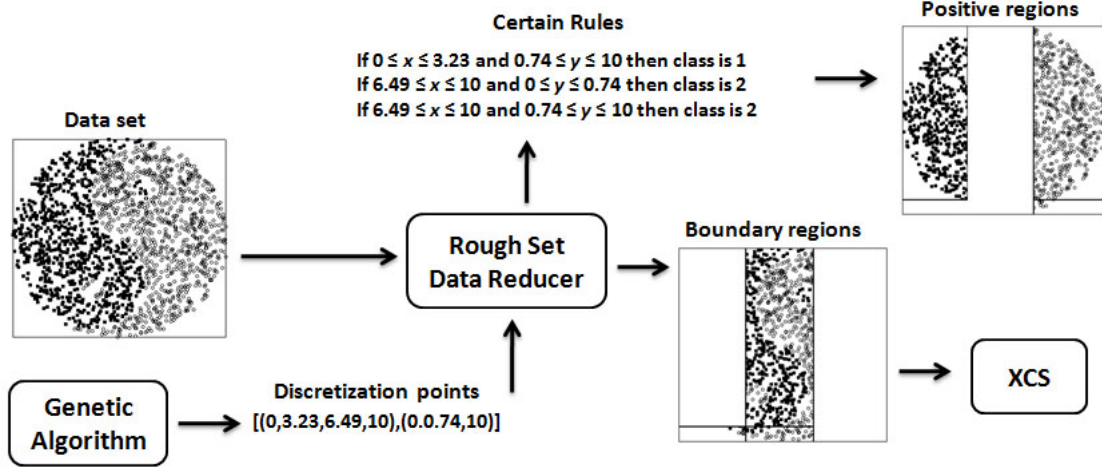 Certain Rules
Positive regions
If 0 ≤ x ≤ 3.23 and 0.74 ≤ y ≤ 10 then class is 1
If 6.49 ≤ x ≤ 10 and 0 ≤ y ≤ 0.74 then class is 2
If 6.49 ≤ x ≤ 10 and 0.74 ≤ y ≤ 10 then class is 2
Data set
Rough Set
Data Reducer
Boundary regions
Genetic
Algorithm
Discretization points
[(0,3.23,6.49,10),(0.0.74,10)]
XCS